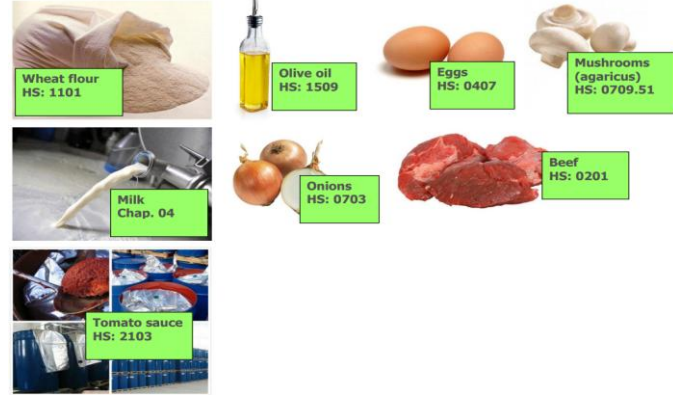 Wheat flour
HS: 1101
Olive oil
HS: 1509
Eggs
HS: 0407
Mushrooms
(agaricus)
HS: 0709.51
Milk
Chap. 04
Onions
HS: 0703
Beef
HS: 0201
Tomato sauce
HS: 2103